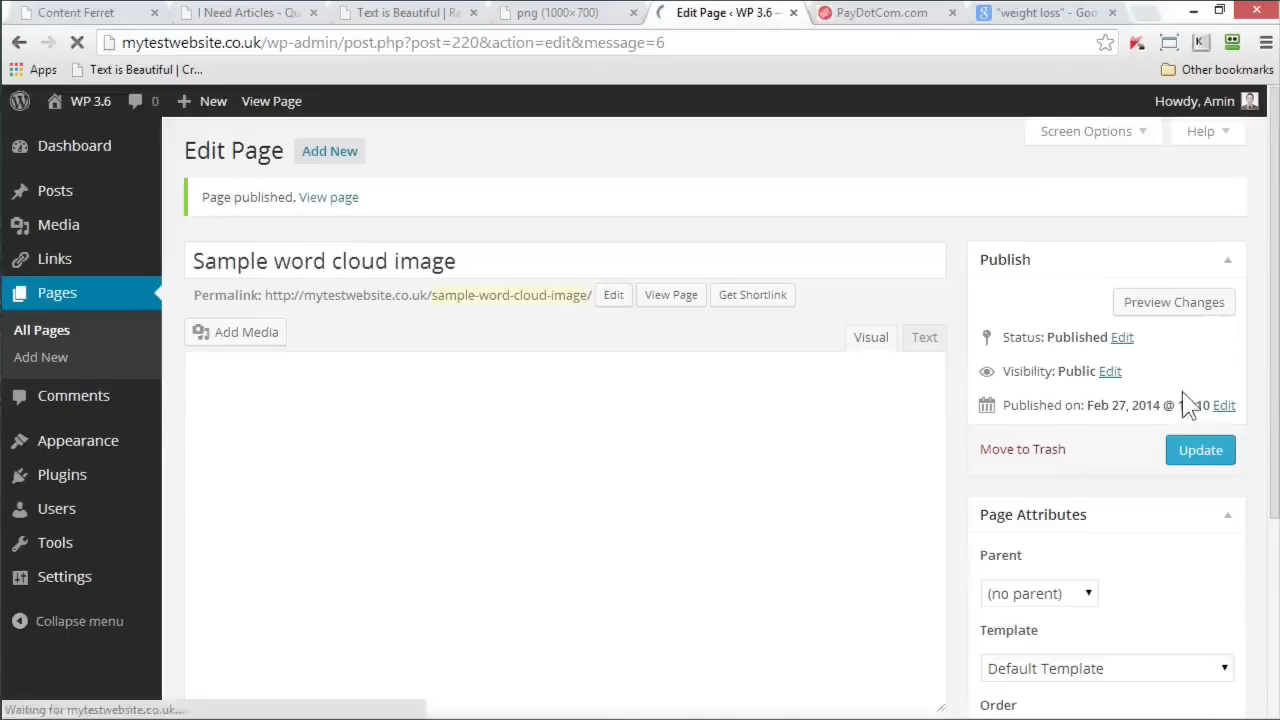 Content Ferret
I Need Articles - Qu
Text is Beautiful | Re
png (1000×700)
Edit Page ‹ WP 3.6 –
PayDotCom.com
"weight loss" - Goo
mytestwebsite.co.uk/wp-admin/post.php?post=220&action=edit&message=6
Apps
Text is Beautiful | Cr...
Other bookmarks
WP 3.6
0
New
View Page
Howdy, Amin
Screen Options
Help
Edit Page
Add New
Page published. View page
Dashboard
Posts
Media
Links
Pages
All Pages
Add New
Comments
Appearance
Plugins
Users
Tools
Settings
Collapse menu
Sample word cloud image
Permalink: http://mytestwebsite.co.uk/sample-word-cloud-image/
Edit
View Page
Get Shortlink
Add Media
Visual
Text
Publish
Preview Changes
Status: Published Edit
Visibility: Public Edit
Published on: Feb 27, 2014 @ Edit
Move to Trash
Update
Page Attributes
Parent
(no parent)
Template
Default Template
Order
Waiting for mytestwebsite.co.uk...